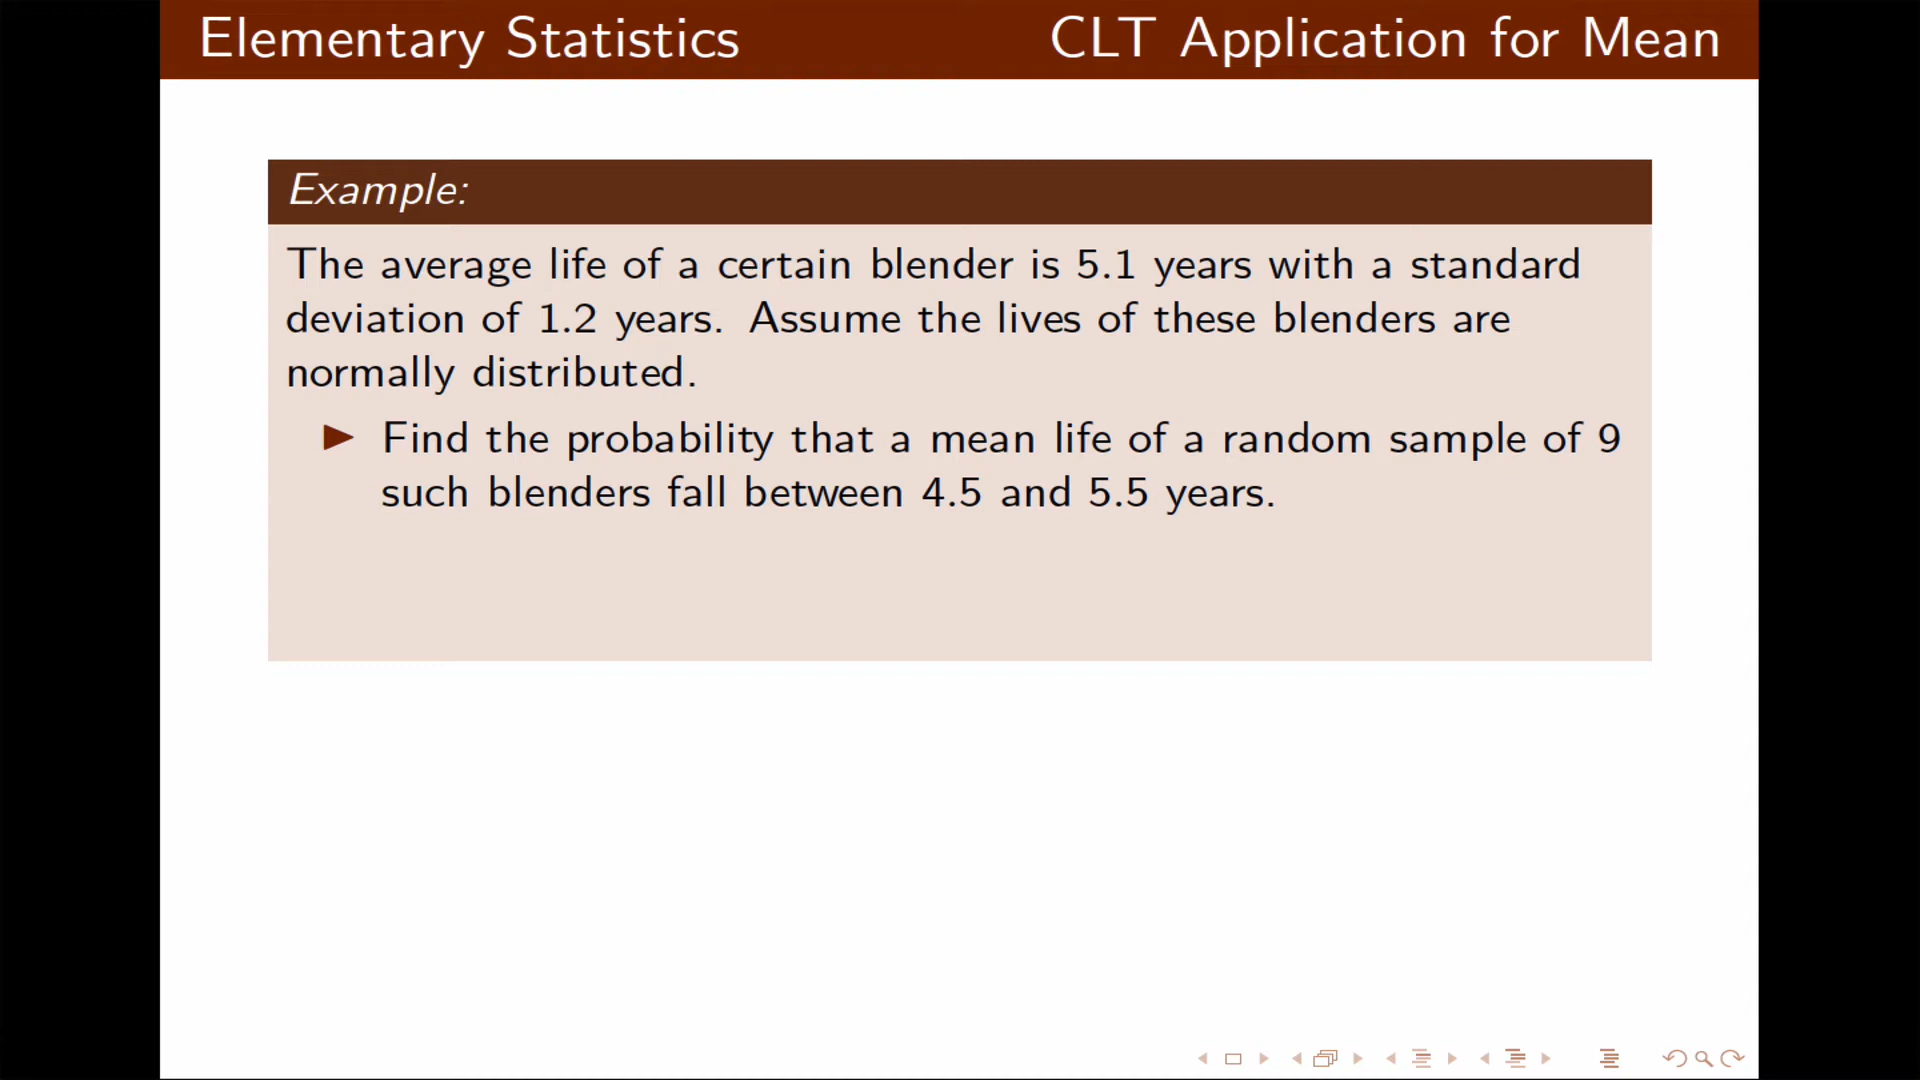 Elementary Statistics
CLT Application for Mean
Example:
The average life of a certain blender is 5.1 years with a standard
deviation of 1.2 years. Assume the lives of these blenders are
normally distributed.
Find the probability that a mean life of a random sample of 9
such blenders fall between 4.5 and 5.5 years.